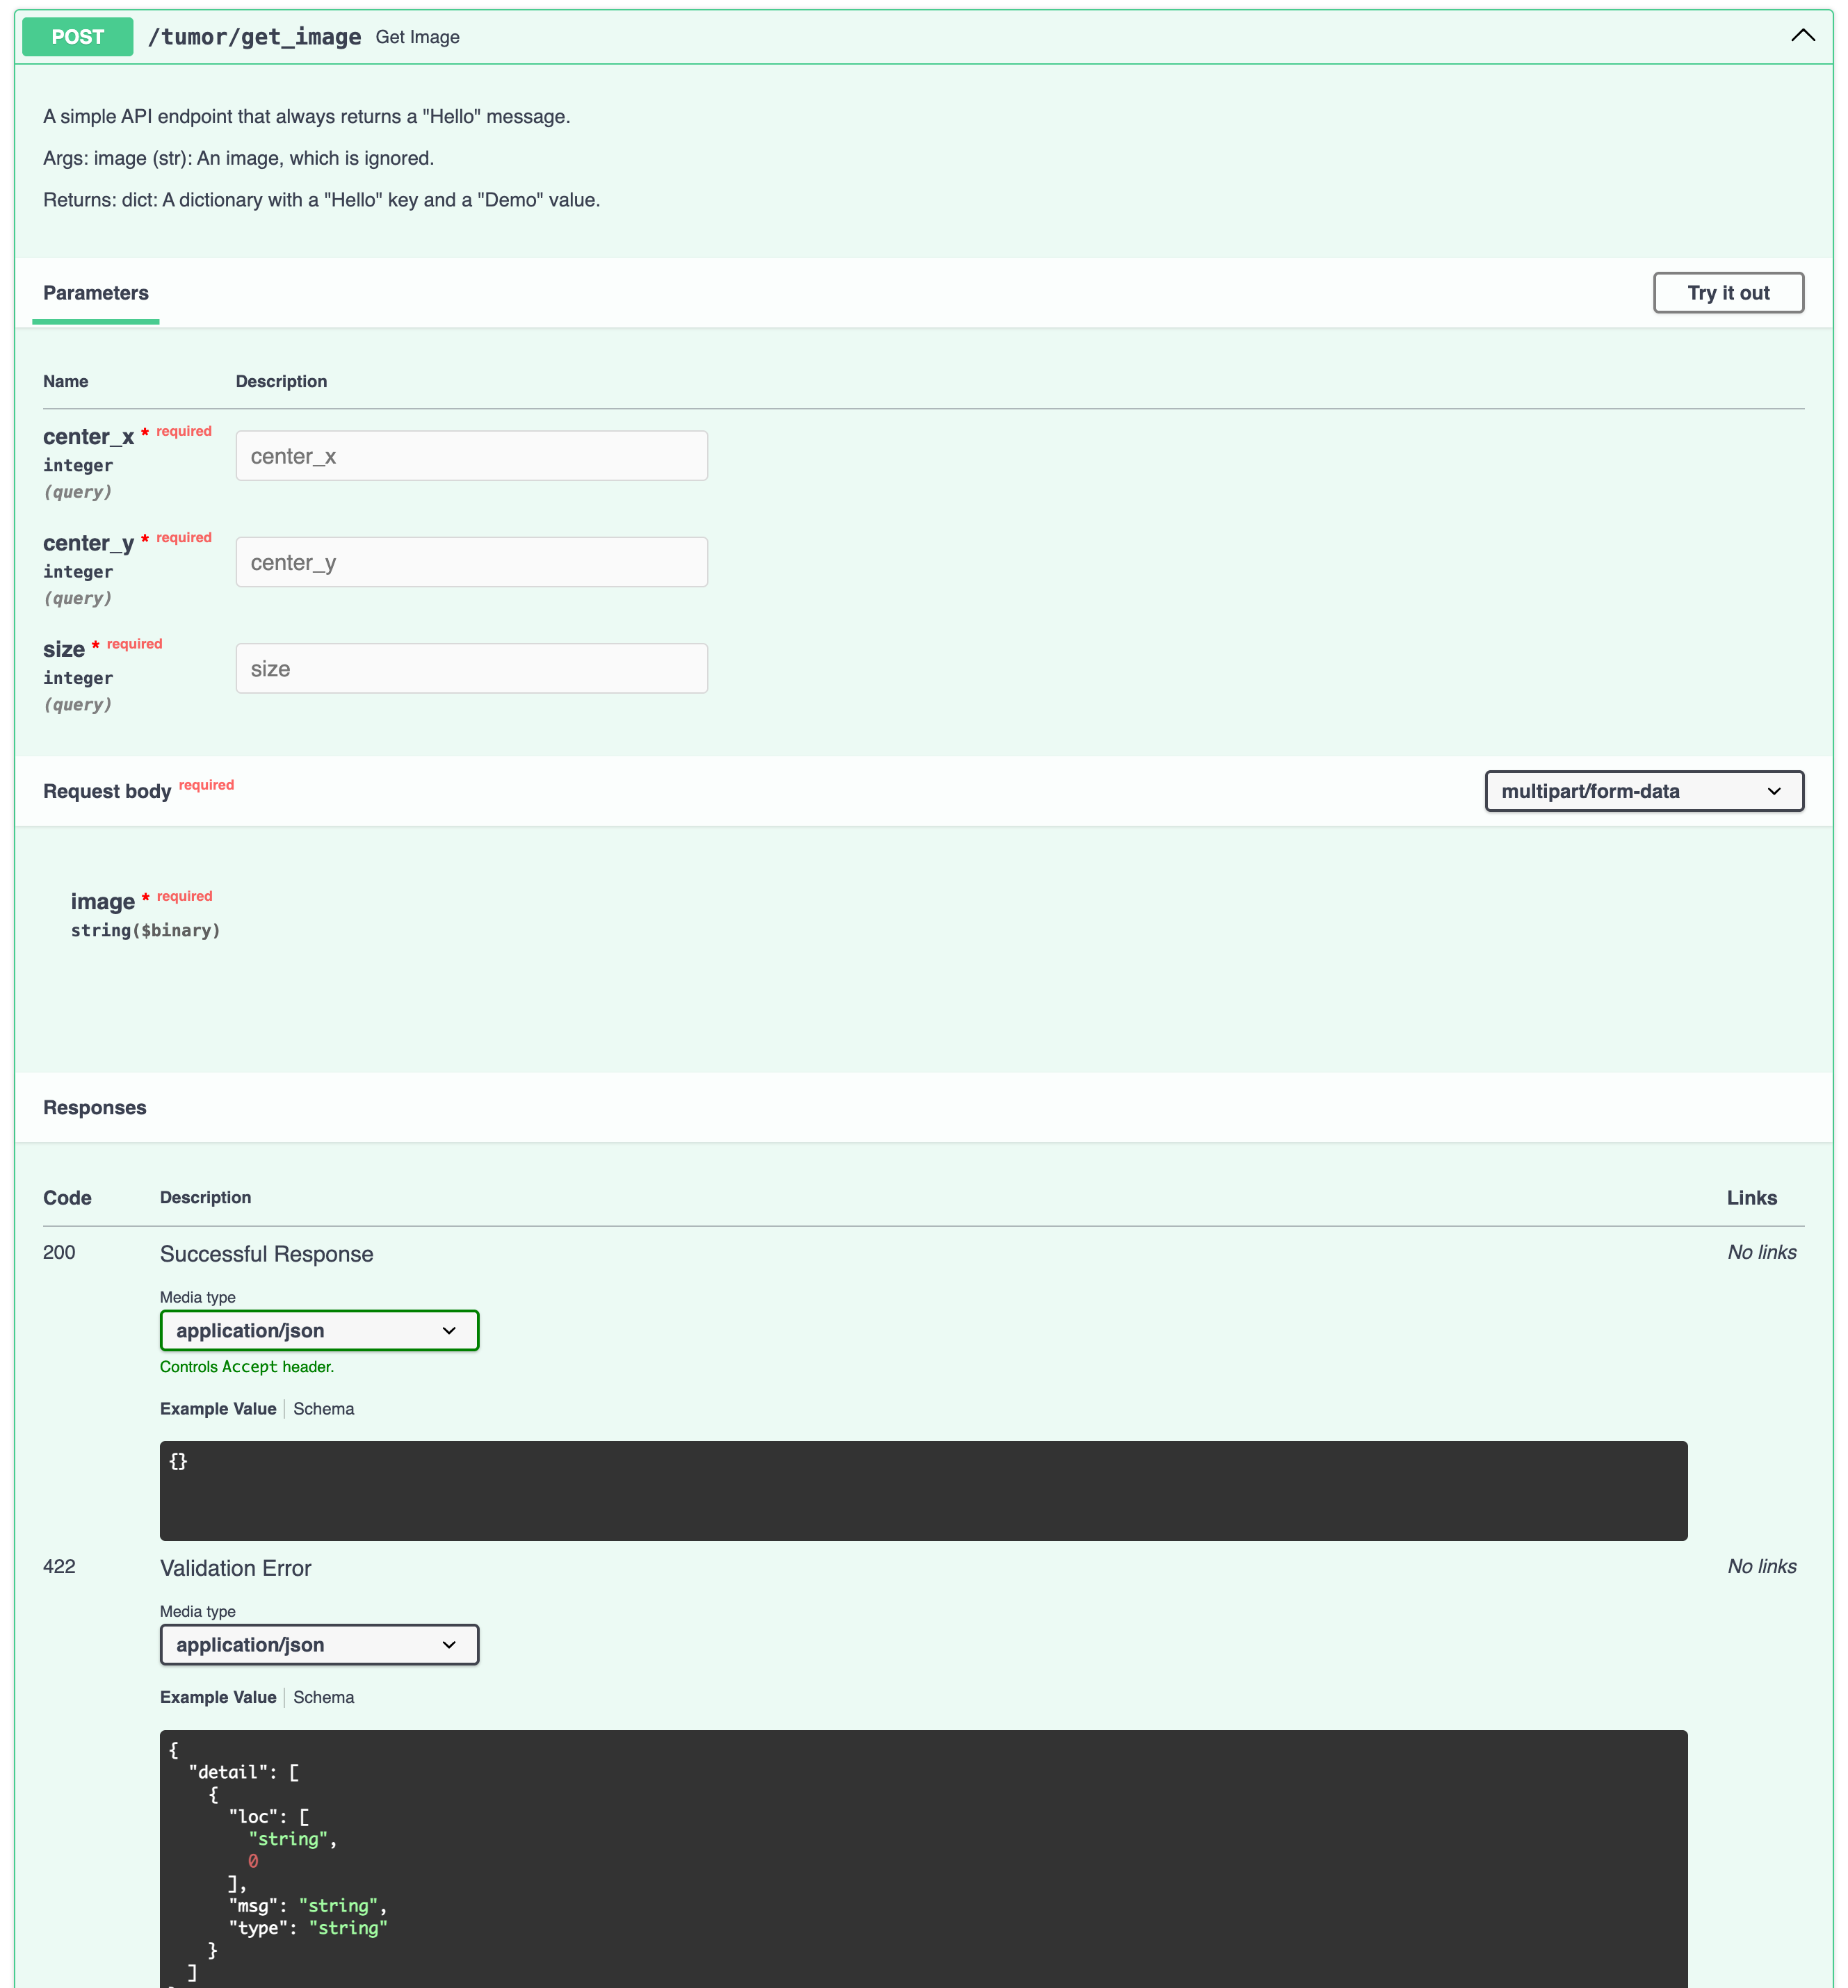 POST /tumor/get_image Get Image
A simple API endpoint that always returns a "Hello" message.
Args: image (str): An image, which is ignored.
Returns: dict: A dictionary with a "Hello" key and a "Demo" value.
Parameters Try it out
Name Description
center_x * required
integer
(query)
center_x
center_y * required
integer
(query)
center_y
size * required
integer
(query)
size
Request body required multipart/form-data
image * required
string($binary)
Responses
Code Description Links
200 Successful Response No links
Media type
application/json
Controls Accept header.
Example Value Schema
{}
422 Validation Error No links
Media type
application/json
Example Value Schema
{
  "detail": [
    {
      "loc": [
        "string",
        0
      ],
      "msg": "string",
      "type": "string"
    }
  ]